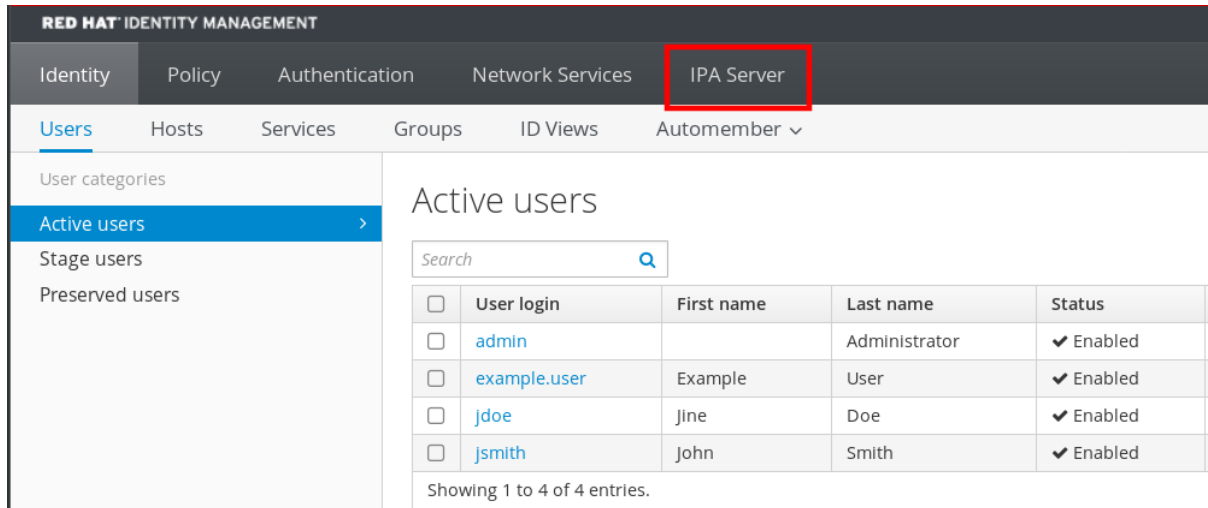 RED HAT® IDENTITY MANAGEMENT
Identity Policy Authentication Network Services IPA Server
Users Hosts Services Groups ID Views Automember
User categories
Active users
Stage users
Preserved users
Active users
Search
User login First name Last name Status
admin Administrator Enabled
example.user Example User Enabled
jdoe Jine Doe Enabled
jsmith John Smith Enabled
Showing 1 to 4 of 4 entries.